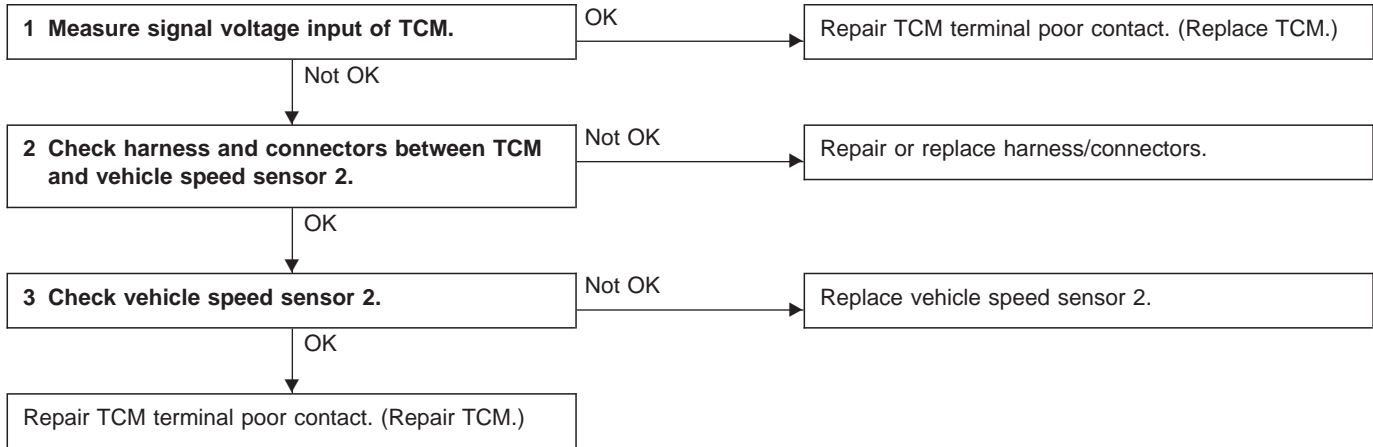 1 Measure signal voltage input of TCM.
OK
Repair TCM terminal poor contact. (Replace TCM.)
Not OK
2 Check harness and connectors between TCM
and vehicle speed sensor 2.
Not OK
Repair or replace harness/connectors.
OK
3 Check vehicle speed sensor 2.
Not OK
Replace vehicle speed sensor 2.
OK
Repair TCM terminal poor contact. (Repair TCM.)